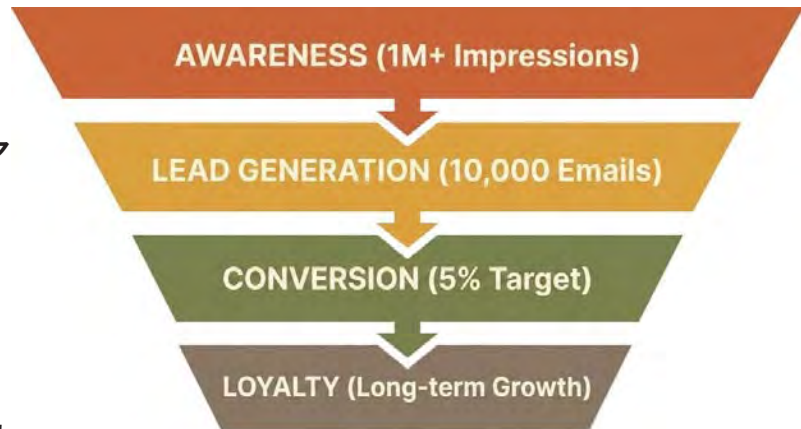 AWARENESS (1M+ Impressions)
LEAD GENERATION (10,000 Emails)
CONVERSION (5% Target)
LOYALTY (Long-term Growth)